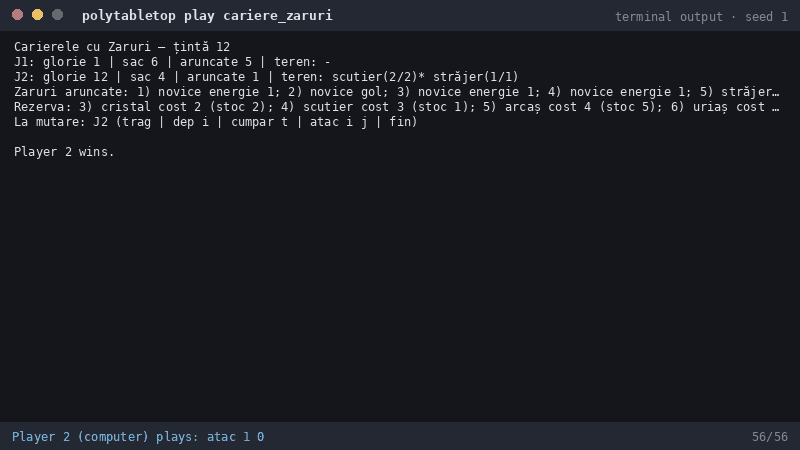 polytabletop play cariere_zaruri
terminal output · seed 1
Carierele cu Zaruri — țintă 12
J1: glorie 1 | sac 6 | aruncate 5 | teren: -
J2: glorie 12 | sac 4 | aruncate 1 | teren: scutier(2/2)* străjer(1/1)
Zaruri aruncate: 1) novice energie 1; 2) novice gol; 3) novice energie 1; 4) novice energie 1; 5) străjer…
Rezerva: 3) cristal cost 2 (stoc 2); 4) scutier cost 3 (stoc 1); 5) arcaș cost 4 (stoc 5); 6) uriaș cost …
La mutare: J2 (trag | dep i | cumpar t | atac i j | fin)
Player 2 wins.
Player 2 (computer) plays: atac 1 0
56/56